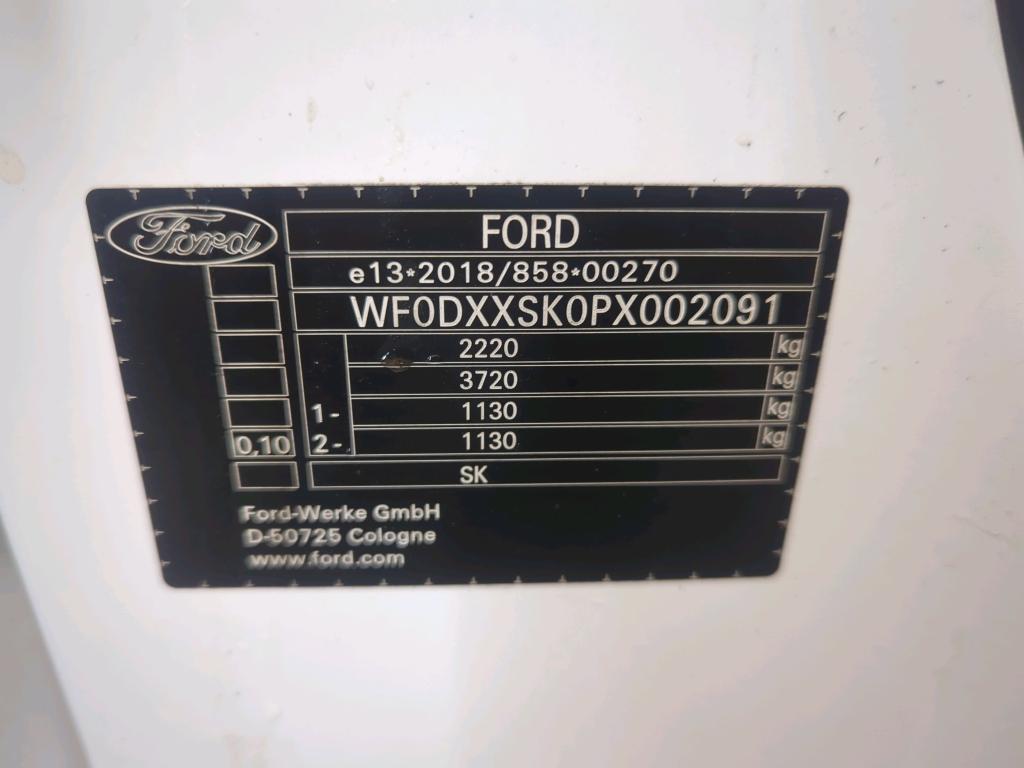 Ford
FORD
e13*2018/858*00270
WF0DXXSK0PX002091
2220 kg
3720 kg
1- 1130 kg
0,10 2- 1130 kg
SK
Ford-Werke GmbH
D-50725 Cologne
www.ford.com